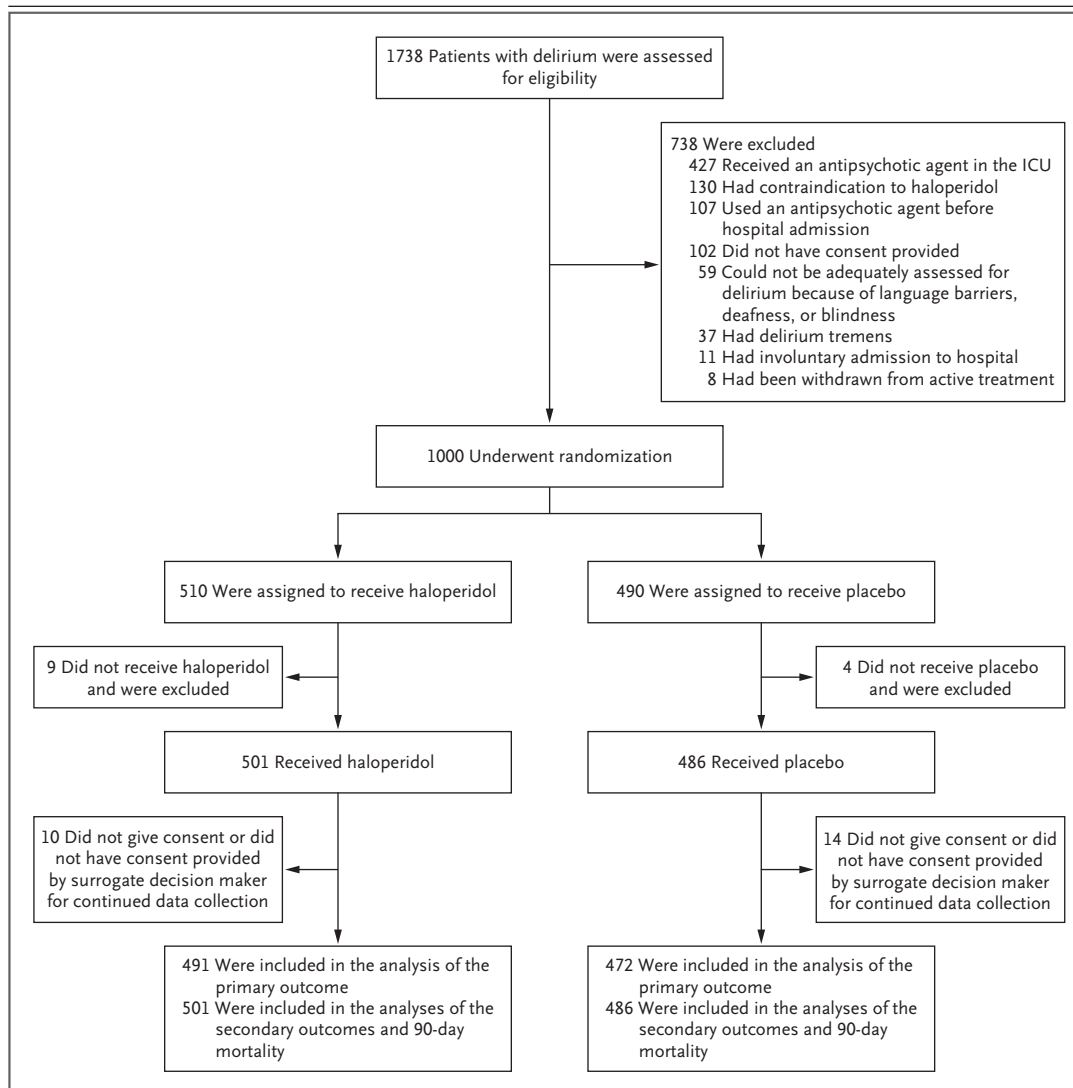 1738 Patients with delirium were assessed
for eligibility
738 Were excluded
427 Received an antipsychotic agent in the ICU
130 Had contraindication to haloperidol
107 Used an antipsychotic agent before
hospital admission
102 Did not have consent provided
59 Could not be adequately assessed for
delirium because of language barriers,
deafness, or blindness
37 Had delirium tremens
11 Had involuntary admission to hospital
8 Had been withdrawn from active treatment
1000 Underwent randomization
510 Were assigned to receive haloperidol
490 Were assigned to receive placebo
9 Did not receive haloperidol
and were excluded
4 Did not receive placebo
and were excluded
501 Received haloperidol
486 Received placebo
10 Did not give consent or did
not have consent provided
by surrogate decision maker
for continued data collection
14 Did not give consent or did
not have consent provided
by surrogate decision maker
for continued data collection
491 Were included in the analysis of the
primary outcome
501 Were included in the analyses of the
secondary outcomes and 90-day
mortality
472 Were included in the analysis of the
primary outcome
486 Were included in the analyses of the
secondary outcomes and 90-day
mortality